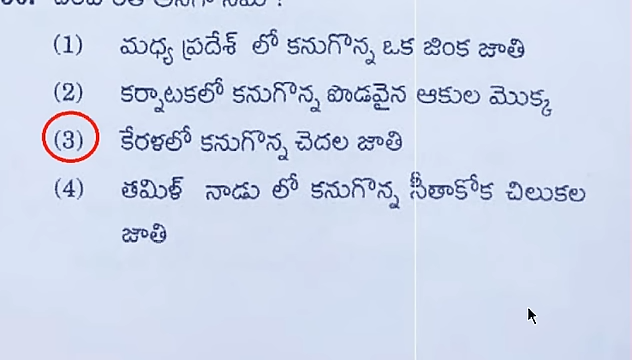 (1) మధ్య ప్రదేశ్ లో కనుగొన్న ఒక జింక జాతి
(2) కర్నాటకలో కనుగొన్న పొడవైన ఆకుల మొక్క
(3) కేరళలో కనుగొన్న చెదల జాతి
(4) తమిళ్ నాడు లో కనుగొన్న సీతాకోక చిలుకల
జాతి